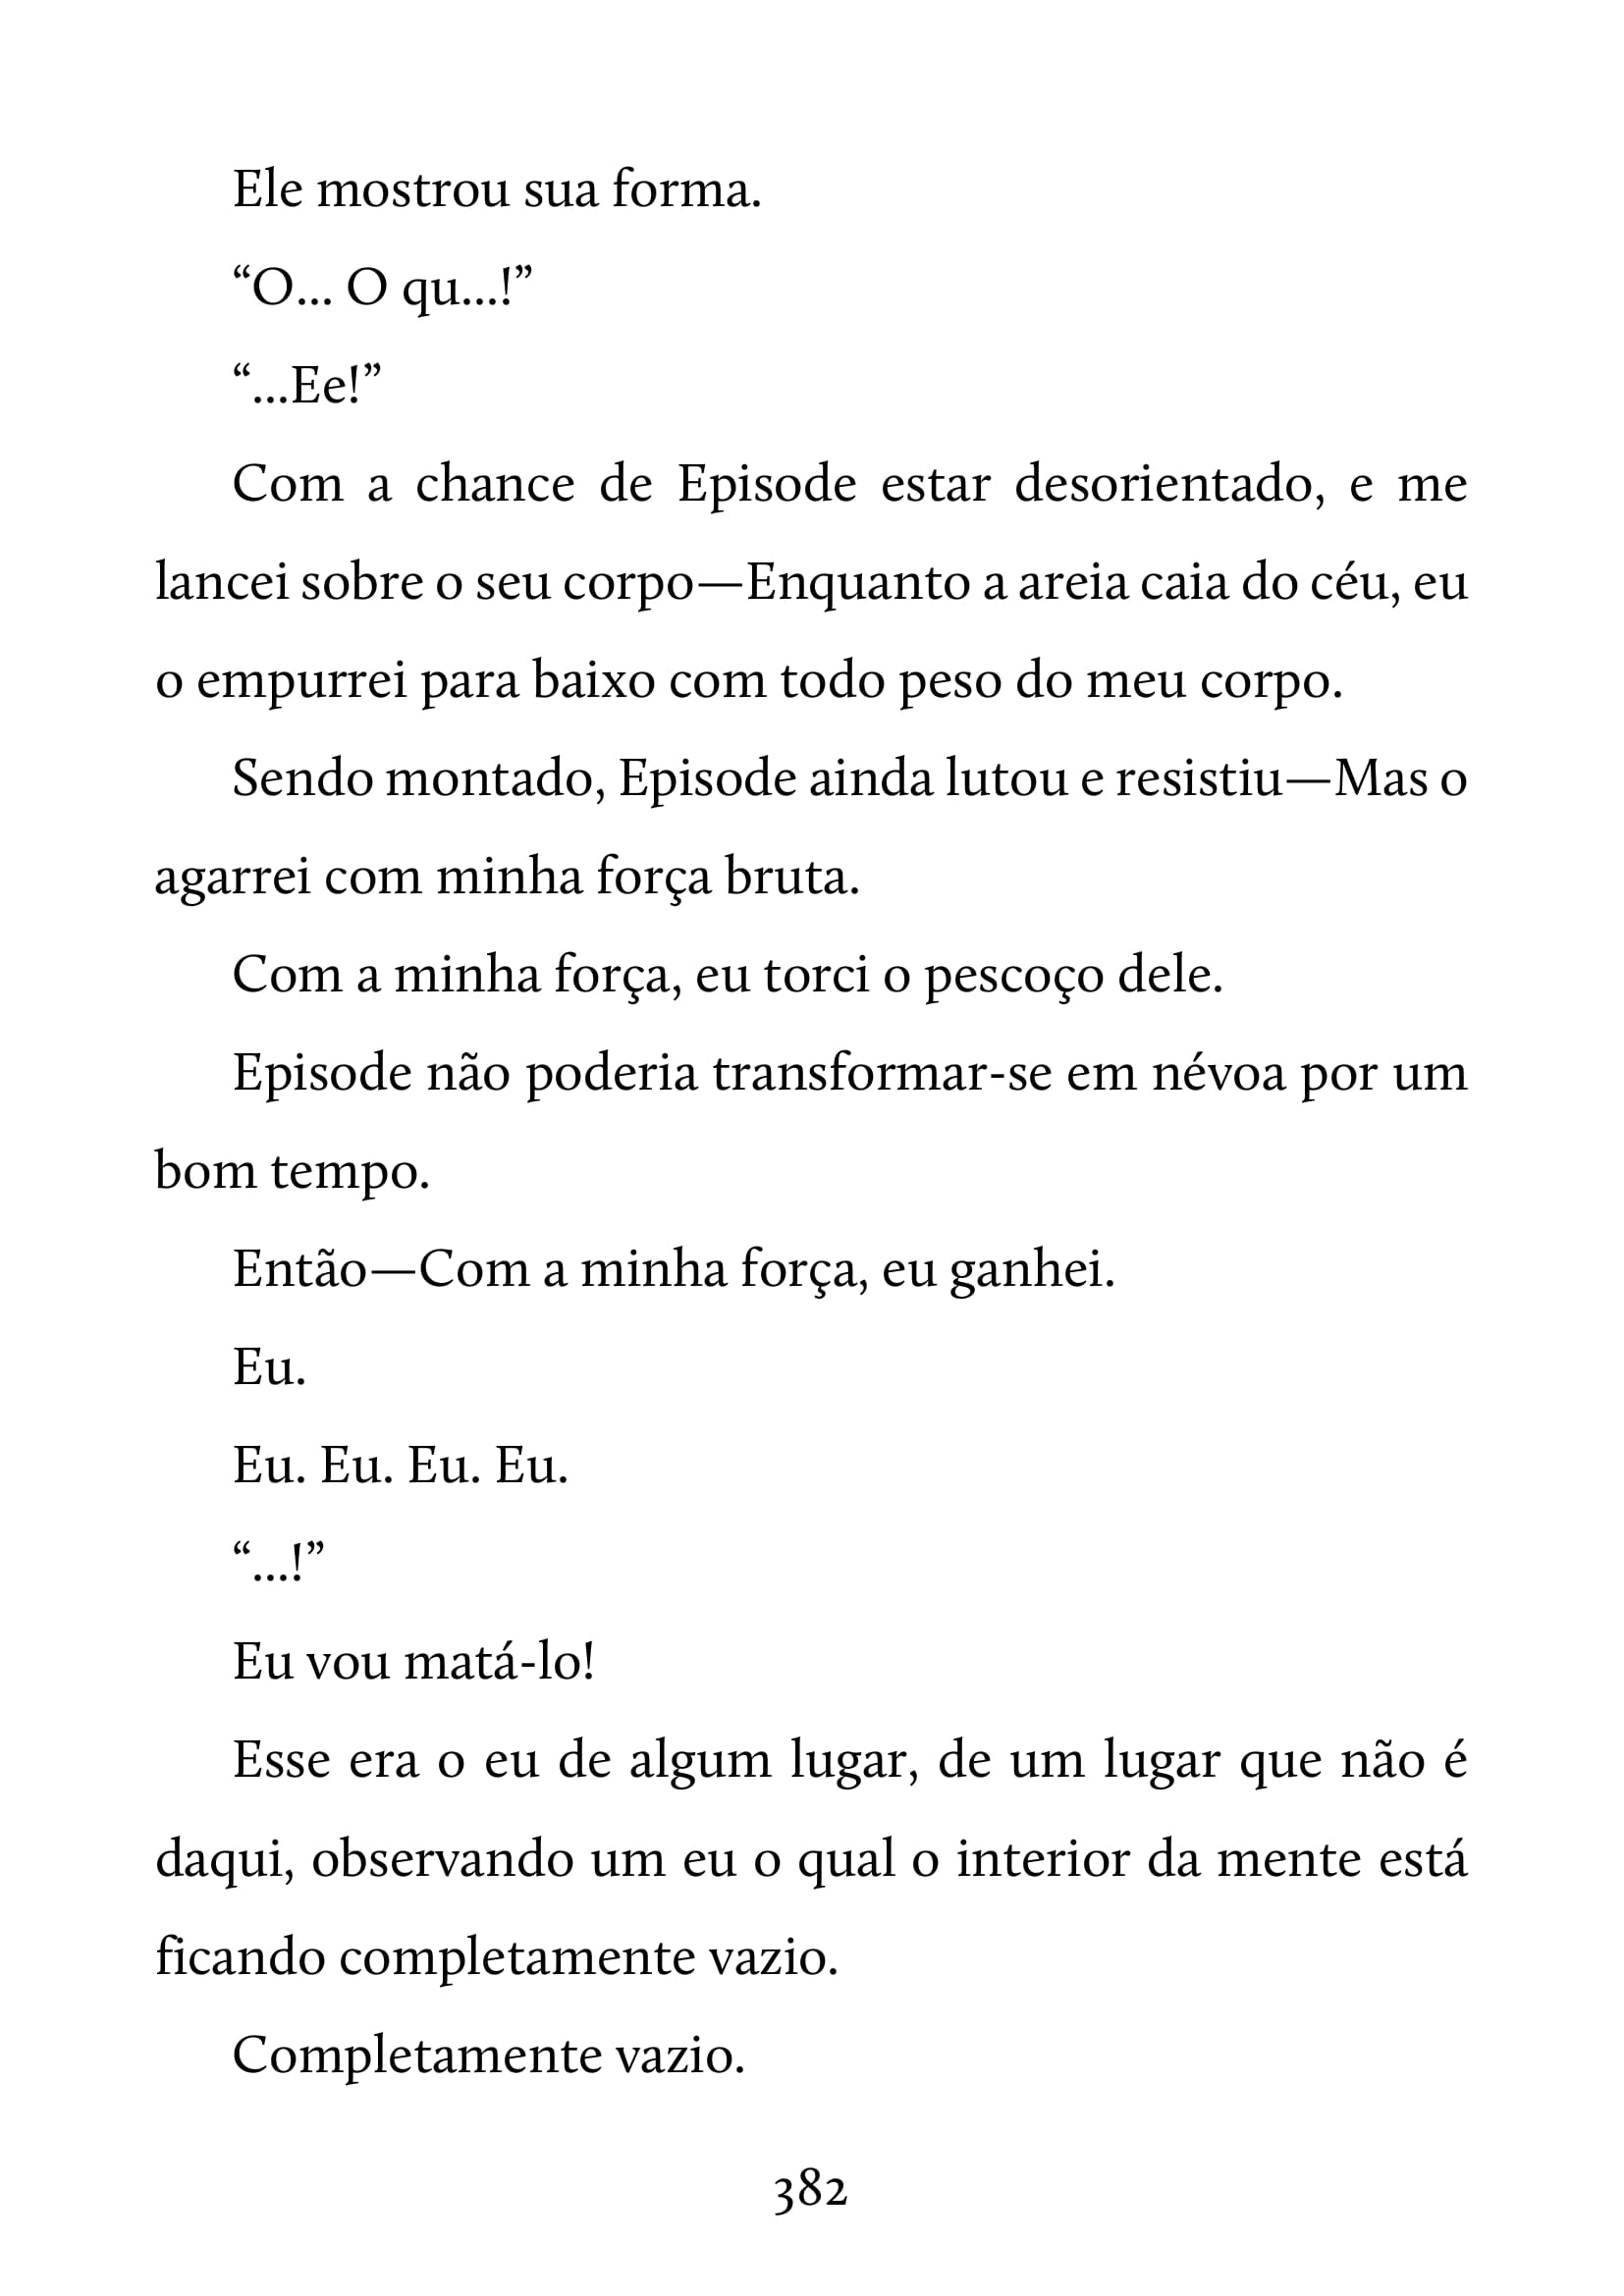 Ele mostrou sua forma.
“O... O qu...!”
“...Ee!”
Com a chance de Episode estar desorientado, e me
lancei sobre o seu corpo—Enquanto a areia caia do céu, eu
o empurrei para baixo com todo peso do meu corpo.
Sendo montado, Episode ainda lutou e resistiu—Mas o
agarrei com minha força bruta.
Com a minha força, eu torci o pescoço dele.
Episode não poderia transformar-se em névoa por um
bom tempo.
Então—Com a minha força, eu ganhei.
Eu.
Eu. Eu. Eu. Eu.
“...!”
Eu vou matá-lo!
Esse era o eu de algum lugar, de um lugar que não é
daqui, observando um eu o qual o interior da mente está
ficando completamente vazio.
Completamente vazio.
382